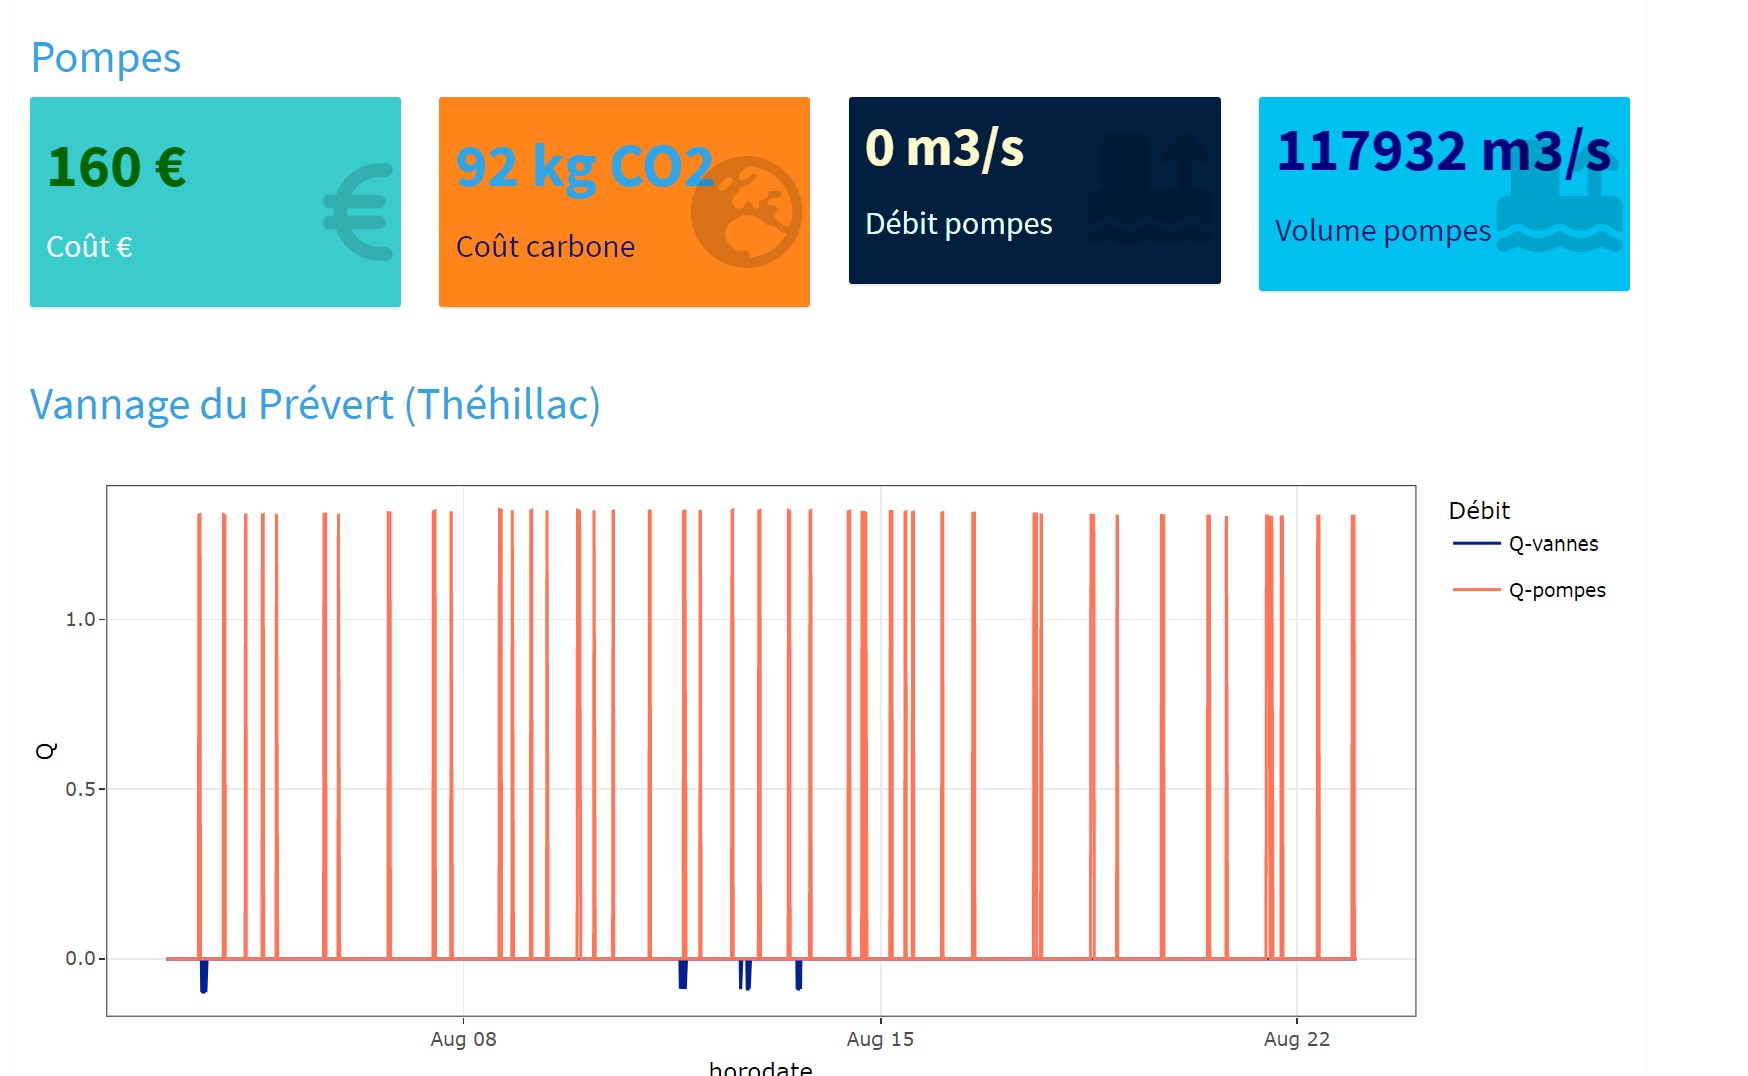 Pompes
160 €
Coût €
92 kg CO2
Coût carbone
0 m3/s
Débit pompes
117932 m3/s
Volume pompes
Vannage du Prévert (Théhillac)
Débit
Q-vannes
Q-pompes
1.0
0.5
0.0
Q
Aug 08
Aug 15
Aug 22
horodate